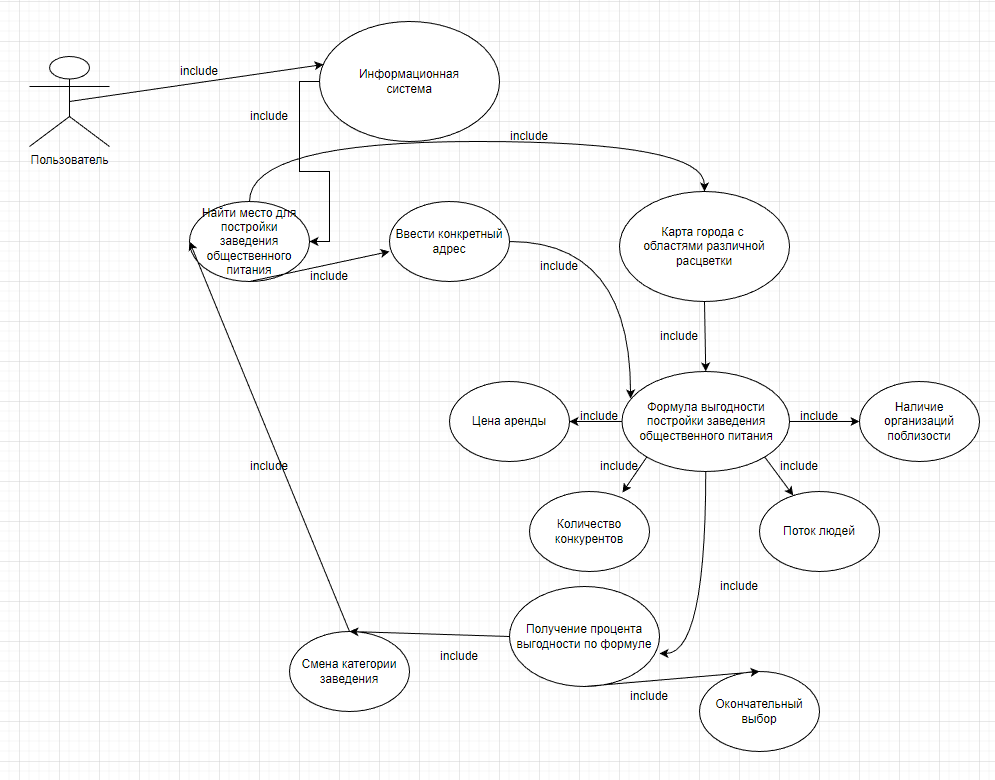 include
Информационная
система
include
include
Пользователь
Найти место для
постройки
заведения
общественного
питания
Ввести конкретный
адрес
Карта города с
областями различной
расцветки
include
include
include
Цена аренды
include
Формула выгодности
постройки заведения
общественного питания
include
Наличие
организаций
поблизости
include
include
include
Количество
конкурентов
Поток людей
include
Получение процента
выгодности по формуле
include
Смена категории
заведения
include
Окончательный
выбор